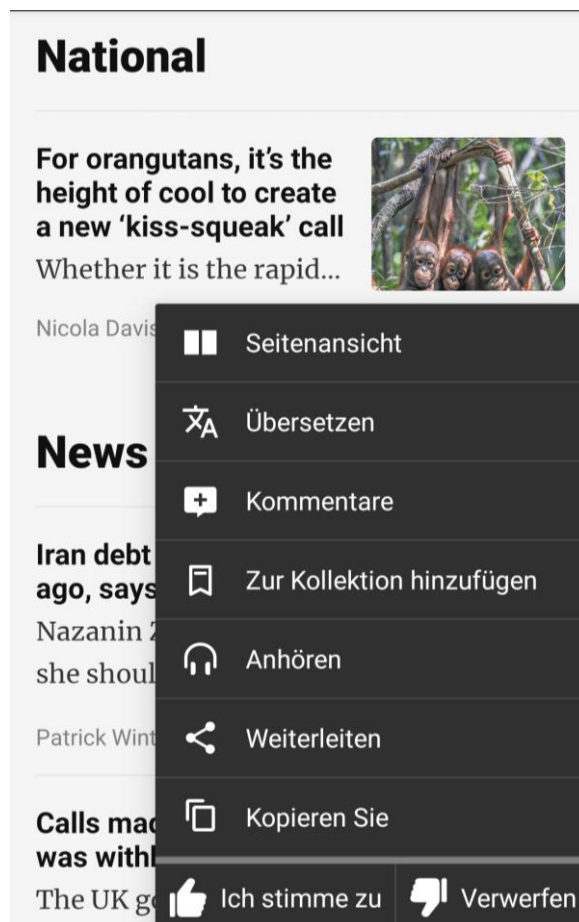 National
For orangutans, it’s the
height of cool to create
a new ‘kiss-squeak’ call
Whether it is the rapid...
Nicola Davis
Seitenansicht
Übersetzen
News
Kommentare
Iran debt
ago, says
Zur Kollektion hinzufügen
Nazanin
she shoul
Anhören
Patrick Wint
Weiterleiten
Calls mad
was withh
Kopieren Sie
The UK go
Ich stimme zu
Verwerfen